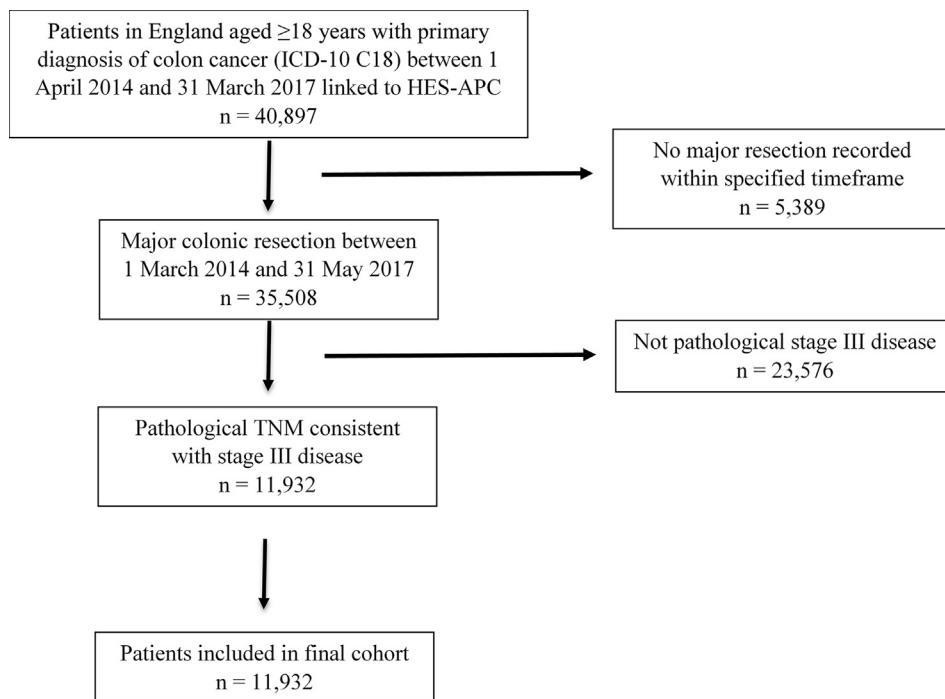 Patients in England aged ≥18 years with primary
diagnosis of colon cancer (ICD-10 C18) between 1
April 2014 and 31 March 2017 linked to HES-APC
n = 40,897
No major resection recorded
within specified timeframe
n = 5,389
Major colonic resection between
1 March 2014 and 31 May 2017
n = 35,508
Not pathological stage III disease
n = 23,576
Pathological TNM consistent
with stage III disease
n = 11,932
Patients included in final cohort
n = 11,932